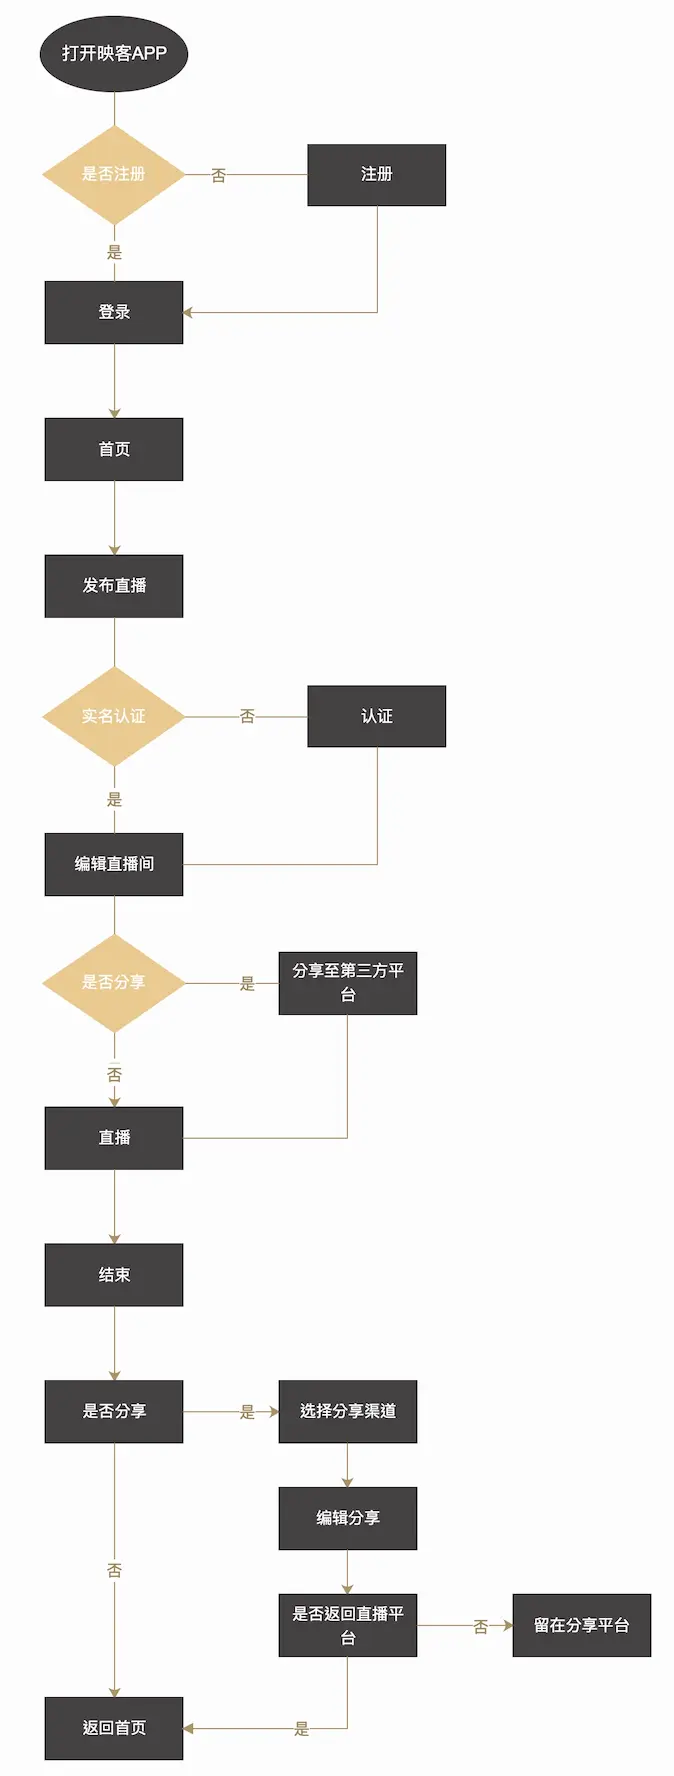 打开映客APP
是否注册
否
注册
是
登录
首页
发布直播
实名认证
否
认证
是
编辑直播间
是否分享
是
分享至第三方平
台
否
直播
结束
是否分享
是
选择分享渠道
编辑分享
否
是否返回直播平
台
否
留在分享平台
返回首页
是